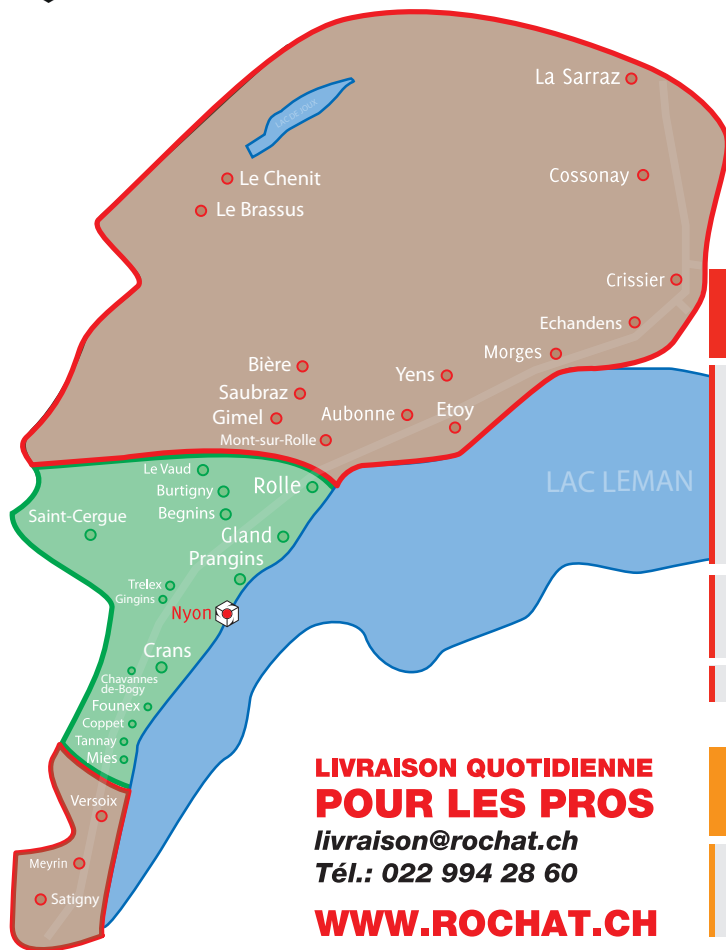 La Sarraz
LAC DE JOUX
Le Chenit
Cossonay
Le Brassus
Crissier
Echandens
Morges
Bière
Yens
Saubraz
Gimel
Aubonne
Etoy
Mont-sur-Rolle
Le Vaud
Burtigny
Rolle
LAC LEMAN
Saint-Cergue
Begnins
Gland
Prangins
Trelex
Gingins
Nyon
Crans
Chavannes
de-Bogy
Founex
Coppet
Tannay
Mies
Versoix
Meyrin
Satigny
LIVRAISON QUOTIDIENNE
POUR LES PROS
livraison@rochat.ch
Tél.: 022 994 28 60
WWW.ROCHAT.CH